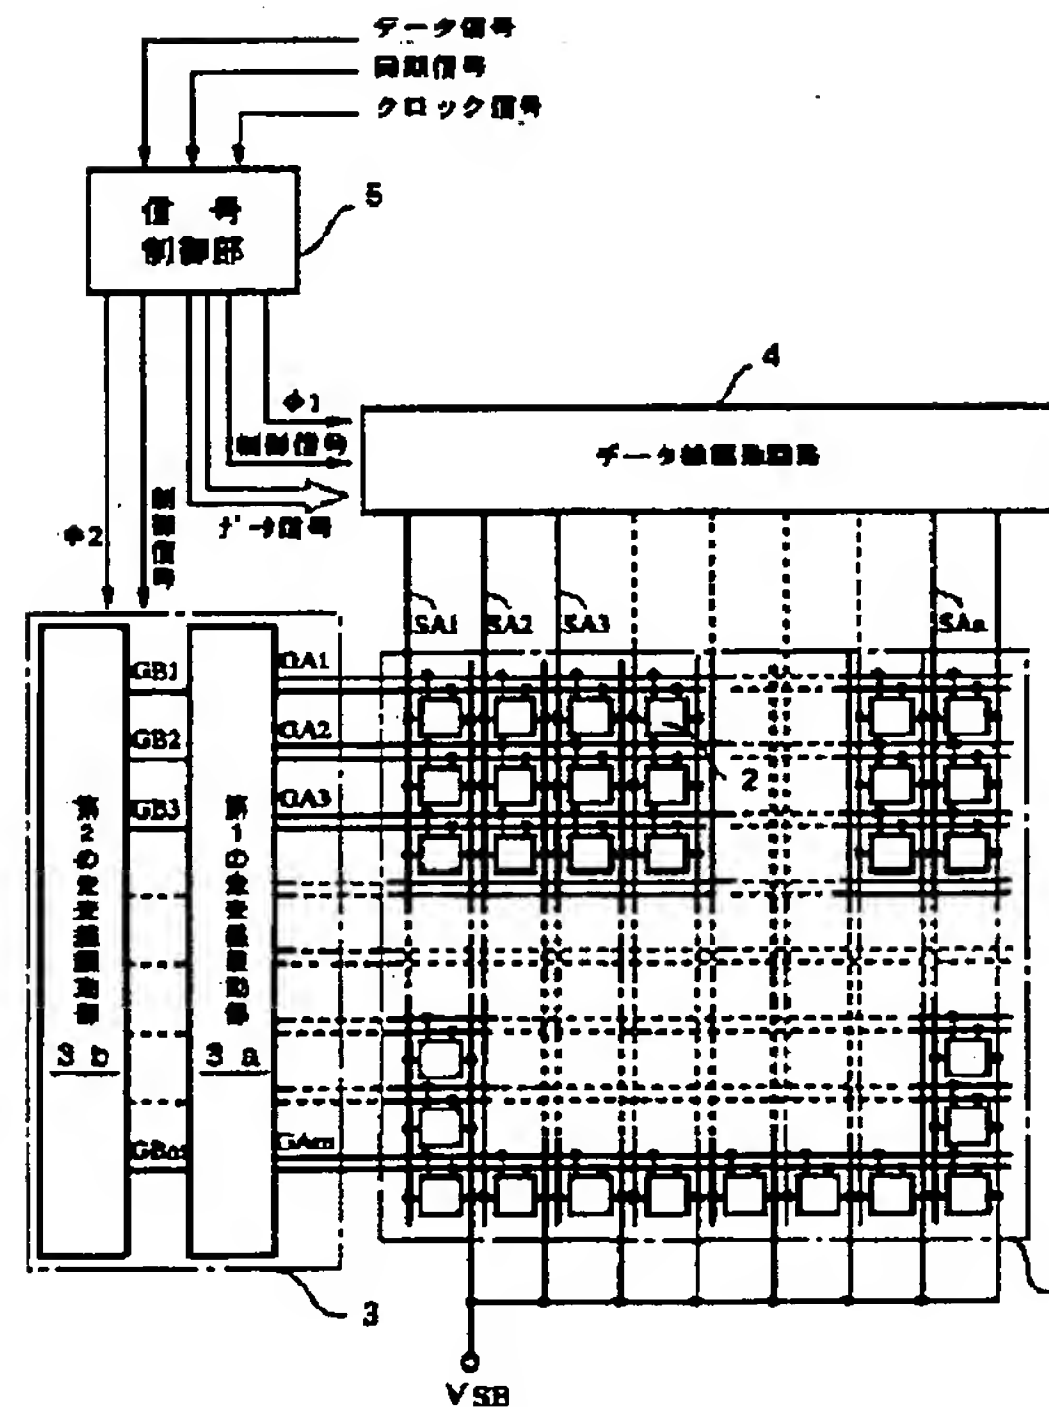 データ信号
同期信号
クロック信号
信 号
制御部
5
4
φ1
制御信号
データ信号
データ線駆動回路
φ2
制御信号
SA1
SA2
SA3
SAn
GB1
GA1
GB2
GA2
GB3
GA3
2
第2の走査線駆動部
3b
第1の走査線駆動部
3a
GBm
GAm
3
VSB